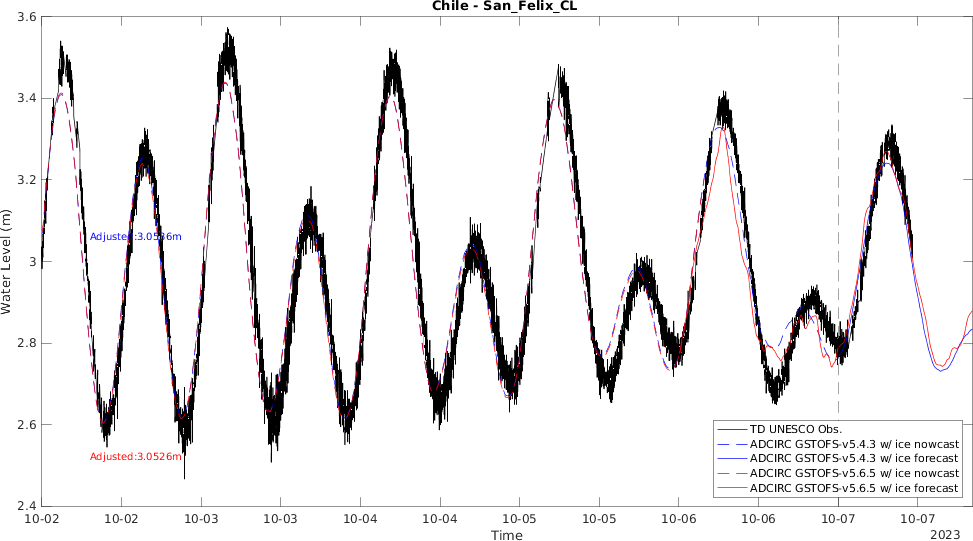 Chile - San_Felix_CL
Water Level (m)
3.6
3.4
3.2
3
2.8
2.6
2.4
Adjusted:3.0536m
Adjusted:3.0526m
TD UNESCO Obs.
ADCIRC GSTOFS-v5.4.3 w/ ice nowcast
ADCIRC GSTOFS-v5.4.3 w/ ice forecast
ADCIRC GSTOFS-v5.6.5 w/ ice nowcast
ADCIRC GSTOFS-v5.6.5 w/ ice forecast
10-02 10-02 10-03 10-03 10-04 10-04 10-05 10-05 10-06 10-06 10-07 10-07
Time
2023